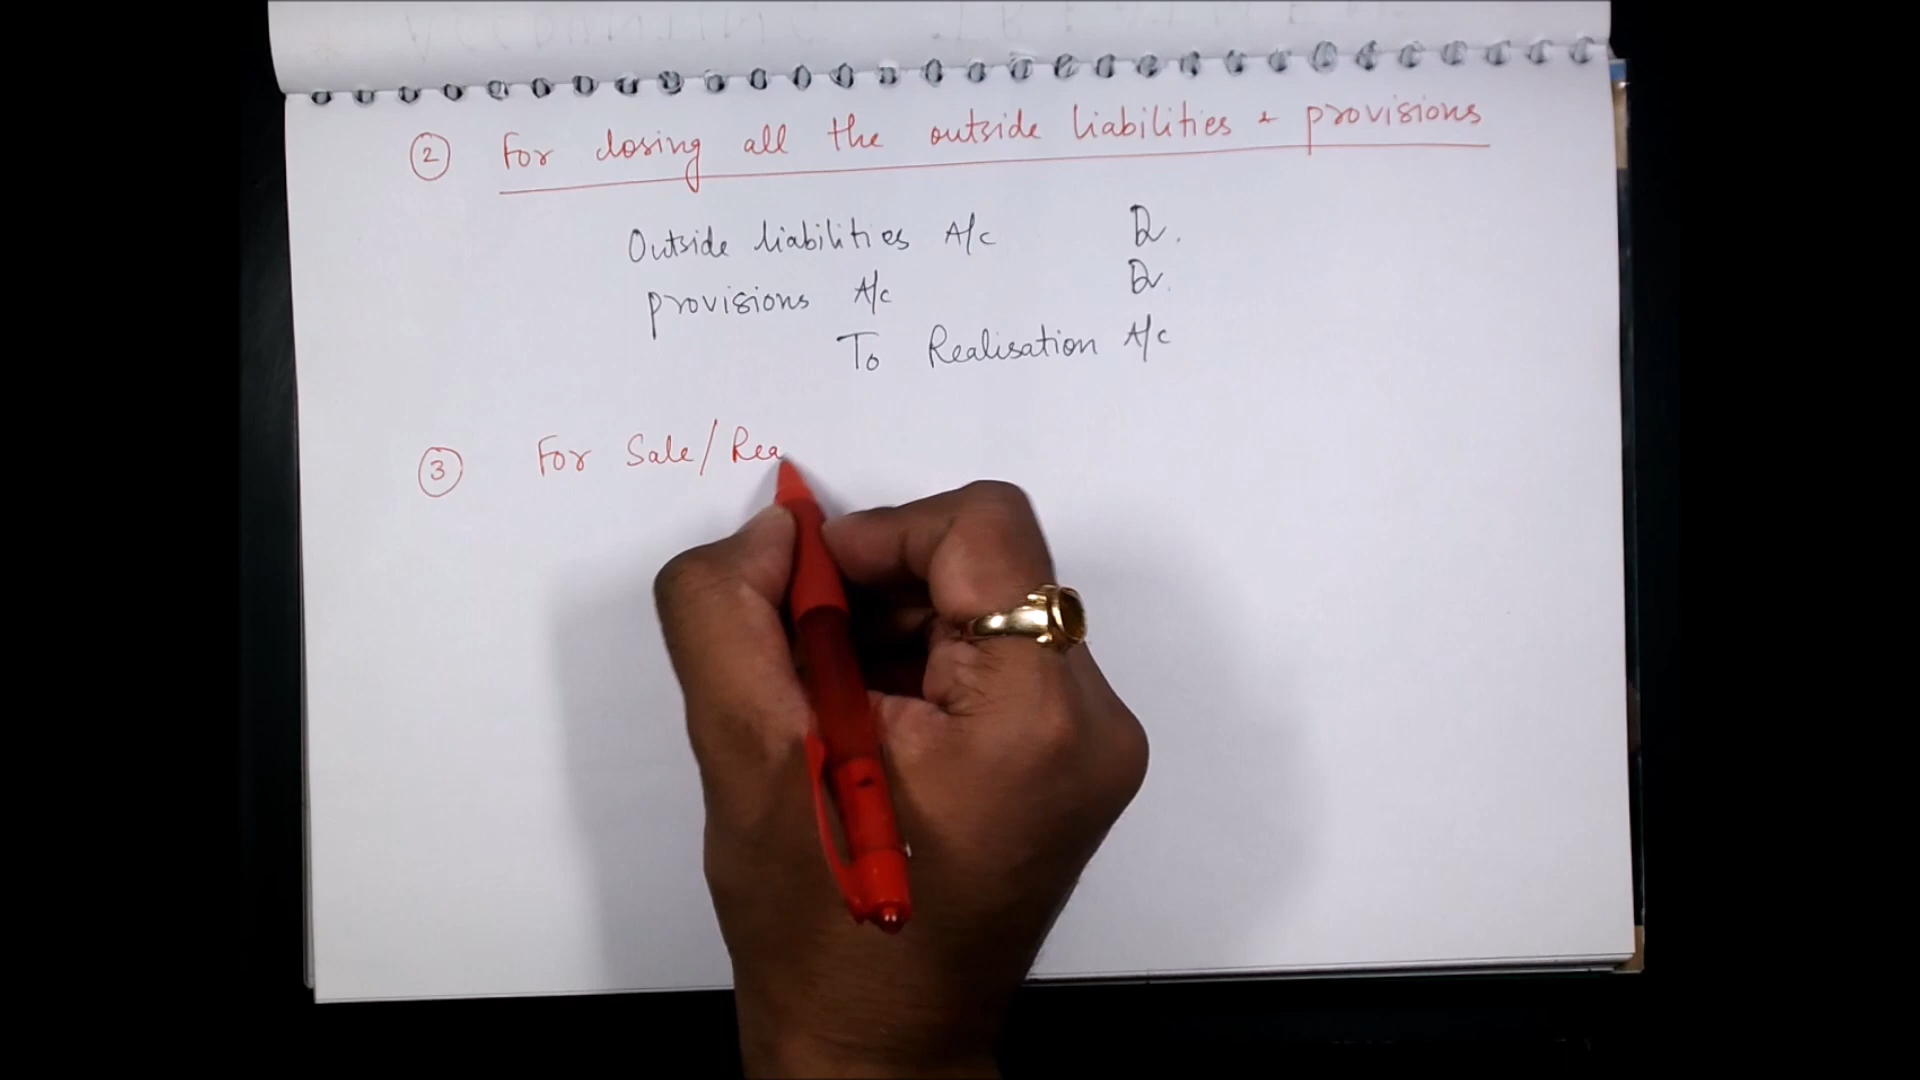 ② For closing all the outside liabilities & provisions
Outside liabilities A/c Dr.
provisions A/c Dr.
To Realisation A/c
③ For Sale/Rea